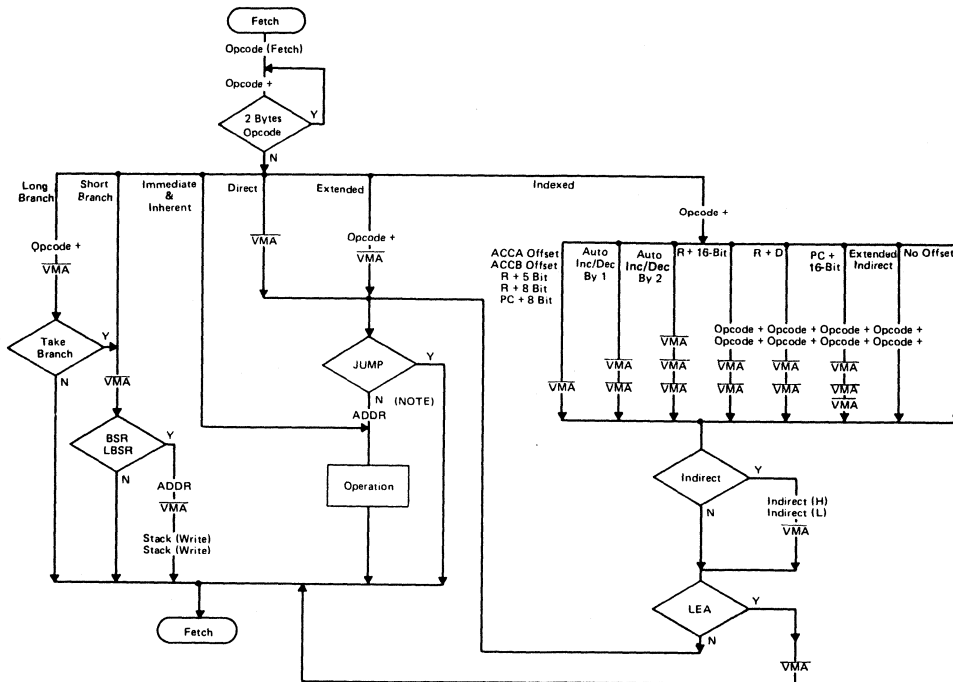 Fetch
Opcode (Fetch)
Opcode +
2 Bytes
Opcode
Y
N
Long
Branch
Short
Branch
Immediate
&
Inherent
Direct
Extended
Indexed
Opcode +
VMA
Take
Branch
Y
N
VMA
BSR
LBSR
Y
N
ADDR
VMA
Stack (Write)
Stack (Write)
VMA
Opcode +
VMA
JUMP
Y
N
(NOTE)
ADDR
Operation
Fetch
Opcode +
ACCA Offset
ACCB Offset
R + 5 Bit
R + 8 Bit
PC + 8 Bit
Auto
Inc/Dec
By 1
Auto
Inc/Dec
By 2
R + 16-Bit
R + D
PC +
16-Bit
Extended
Indirect
No Offset
Opcode + Opcode + Opcode + Opcode +
Opcode + Opcode + Opcode + Opcode +
VMA
VMA VMA VMA VMA VMA
VMA VMA VMA VMA VMA VMA
VMA
Indirect
Y
N
Indirect (H)
Indirect (L)
VMA
LEA
Y
N
VMA